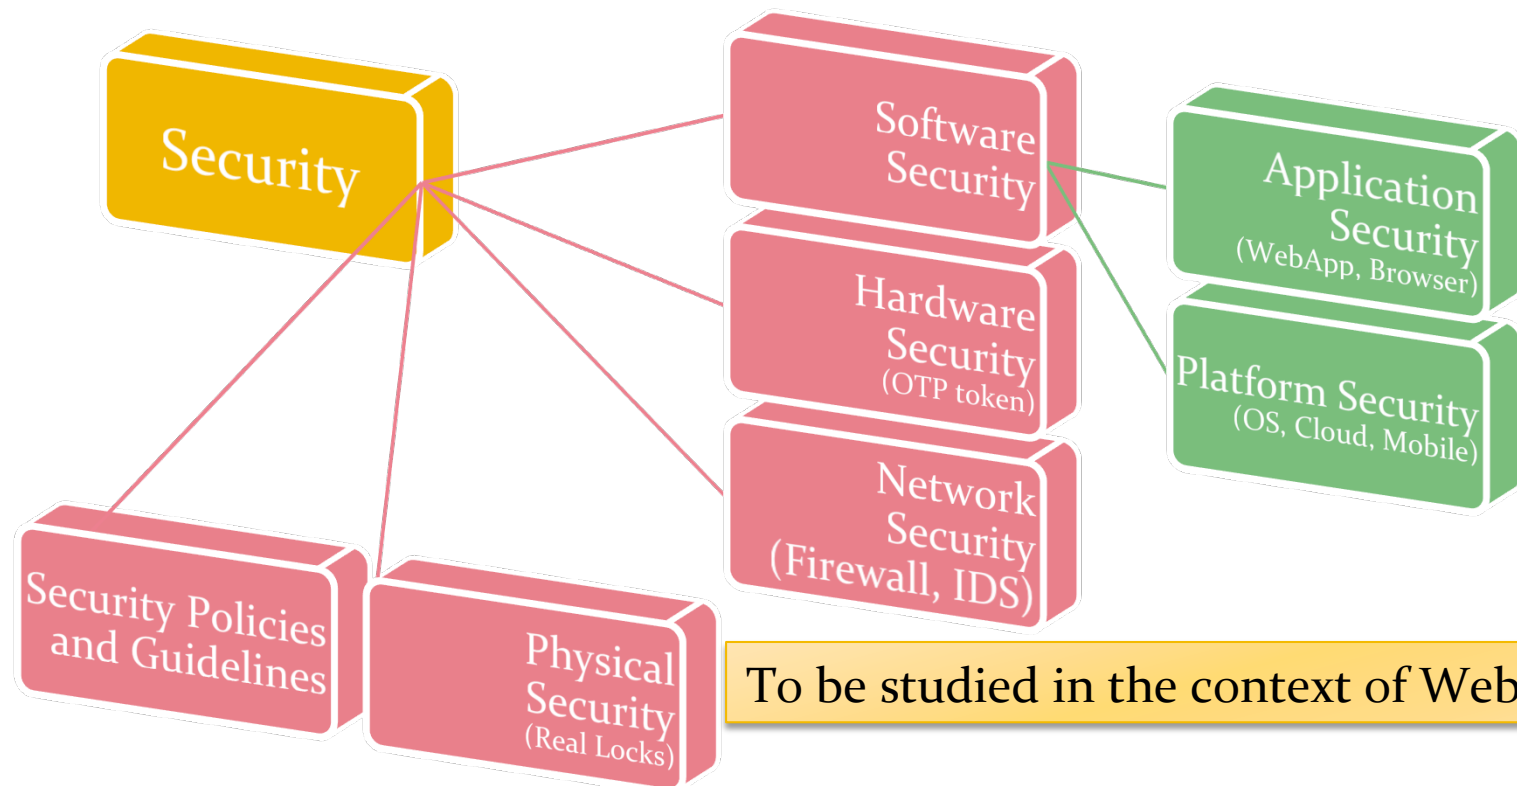 Security
Software
Security
Hardware
Security
(OTP token)
Network
Security
(Firewall, IDS)
Application
Security
(WebApp, Browser)
Platform Security
(OS, Cloud, Mobile)
Security Policies
and Guidelines
Physical
Security
(Real Locks)
To be studied in the context of Web